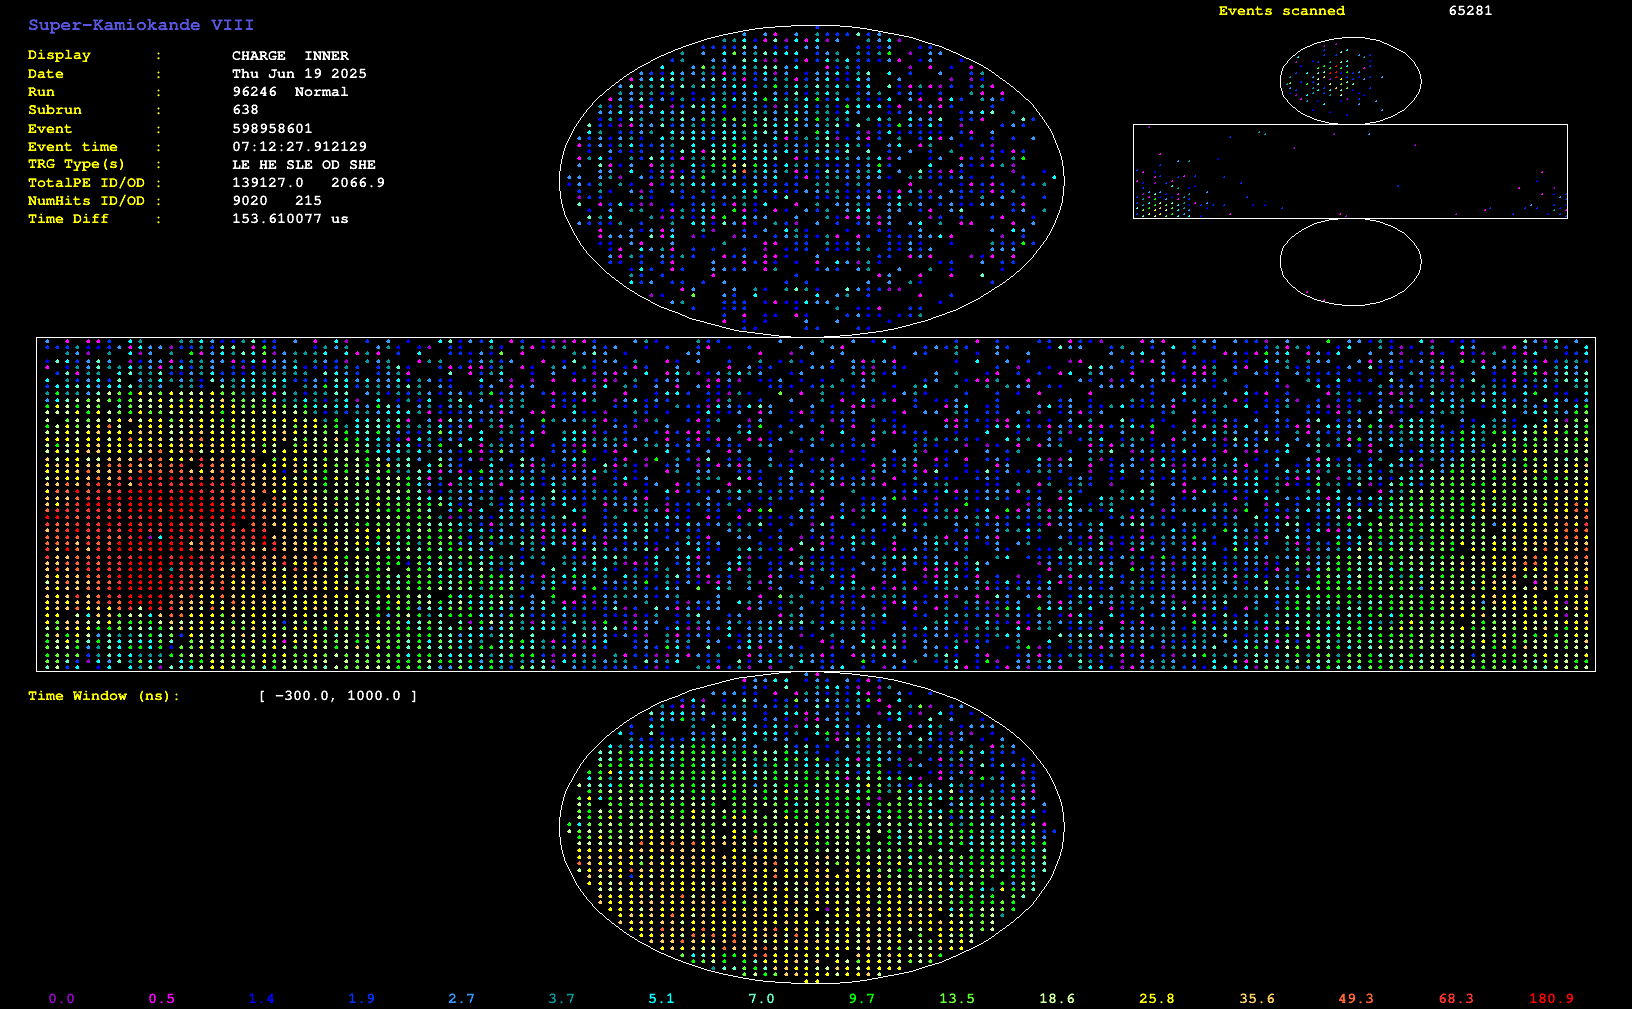 Super-Kamiokande VIII
Events scanned 65281
Display : CHARGE INNER
Date : Thu Jun 19 2025
Run : 96246 Normal
Subrun : 638
Event : 598958601
Event time : 07:12:27.912129
TRG Type(s) : LE HE SLE OD SHE
TotalPE ID/OD : 139127.0 2066.9
NumHits ID/OD : 9020 215
Time Diff : 153.610077 us
Time Window (ns): [ -300.0, 1000.0 ]
0.0 0.5 1.4 1.9 2.7 3.7 5.1 7.0 9.7 13.5 18.6 25.8 35.6 49.3 68.3 180.9